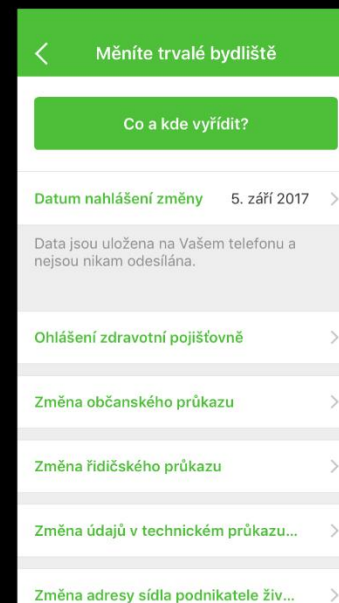 Měníte trvalé bydliště
Co a kde vyřídit?
Datum nahlášení změny 5. září 2017
Data jsou uložena na Vašem telefonu a
nejsou nikam odesílána.
Ohlášení zdravotní pojišťovně
Změna občanského průkazu
Změna řidičského průkazu
Změna údajů v technickém průkazu...
Změna adresy sídla podnikatele živ...